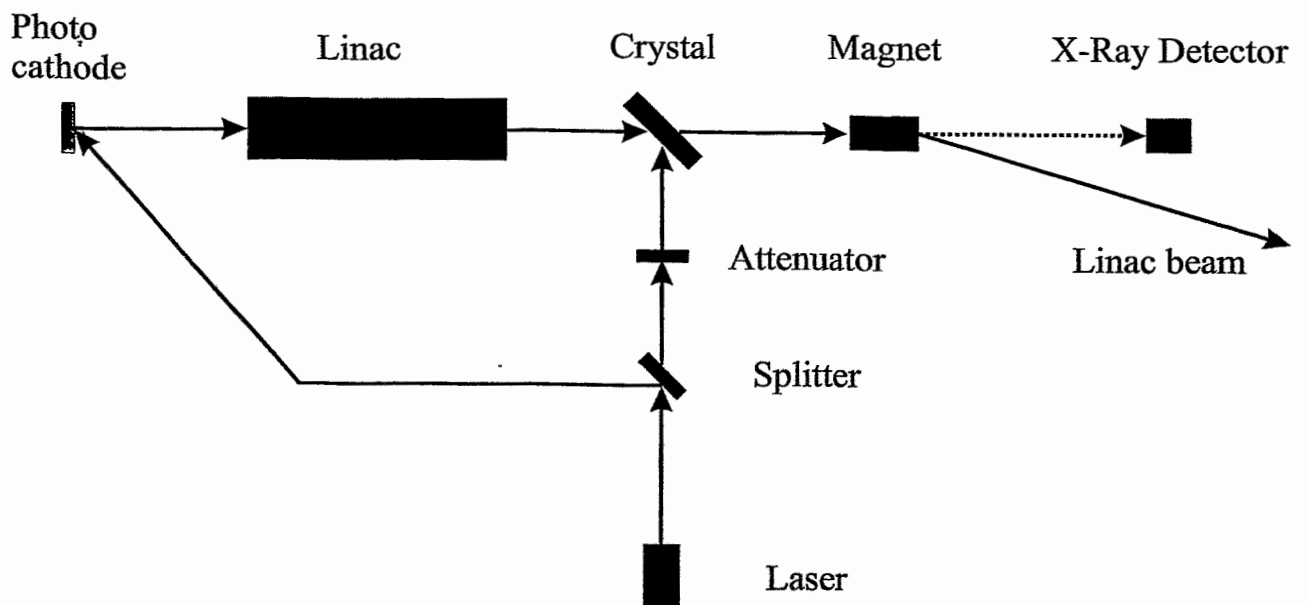 Photo
cathode
Linac
Crystal
Magnet
X-Ray Detector
Attenuator
Linac beam
Splitter
Laser